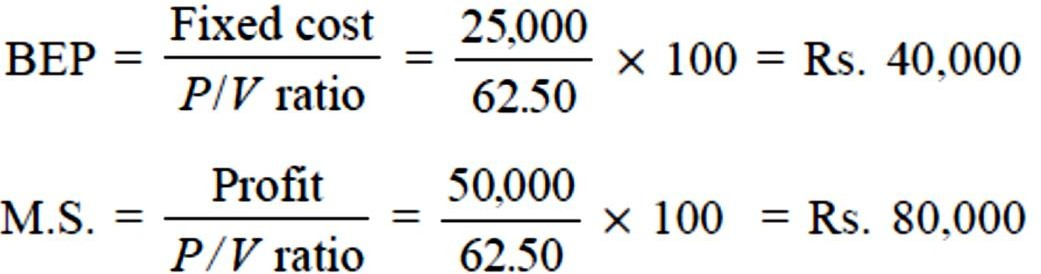 BEP = Fixed cost / P/V ratio = 25,000 / 62.50 × 100 = Rs. 40,000
M.S. = Profit / P/V ratio = 50,000 / 62.50 × 100 = Rs. 80,000